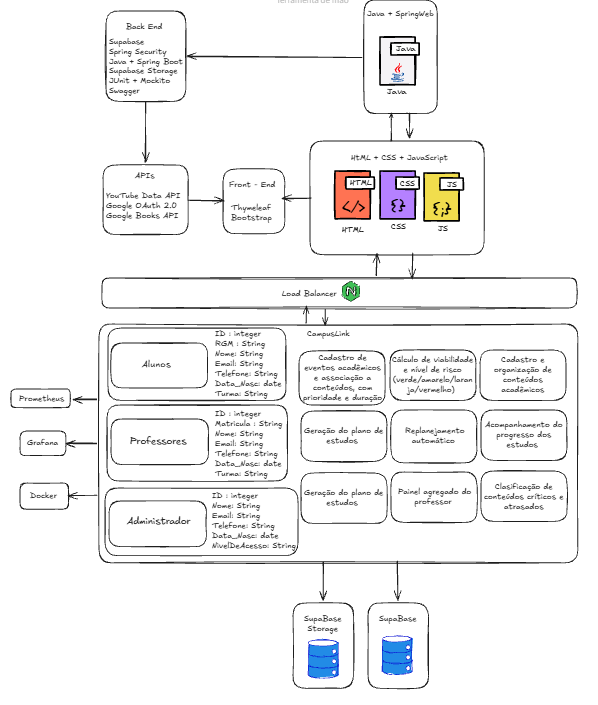 Ferramenta de mão
Java + SpringWeb
Java
Java
Back End
Supabase
Spring Security
Java + Spring Boot
Supabase Storage
JUnit + Mockito
Swagger
HTML + CSS + JavaScript
HTML
CSS
JS
</>
{}
{;}
HTML
CSS
JS
APIs
YouTube Data API
Google OAuth 2.0
Google Books API
Front - End
Thymeleaf
Bootstrap
Load Balancer
N
CampusLink
Alunos
ID : integer
RGM : String
Nome: String
Email: String
Telefone: String
Data_Nasc: date
Turma: String
Professores
ID : integer
Matricula : String
Nome: String
Email: String
Telefone: String
Data_Nasc: date
Turma: String
Administrador
ID : integer
Nome: String
Email: String
Telefone: String
Data_Nasc: date
NivelDeAcesso: String
Cadastro de
eventos acadêmicos
e associação a
conteúdos, com
prioridade e duração
Cálculo de viabilidade
e nível de risco
(verde/amarelo/laran
ja/vermelho)
Cadastro e
organização de
conteúdos
acadêmicos
Geração do plano de
estudos
Replanejamento
automático
Acompanhamento do
progresso dos
estudos
Geração do plano de
estudos
Painel agregado do
professor
Clasificação de
conteúdos críticos e
atrasados
Prometheus
Grafana
Docker
SupaBase
Storage
SupaBase